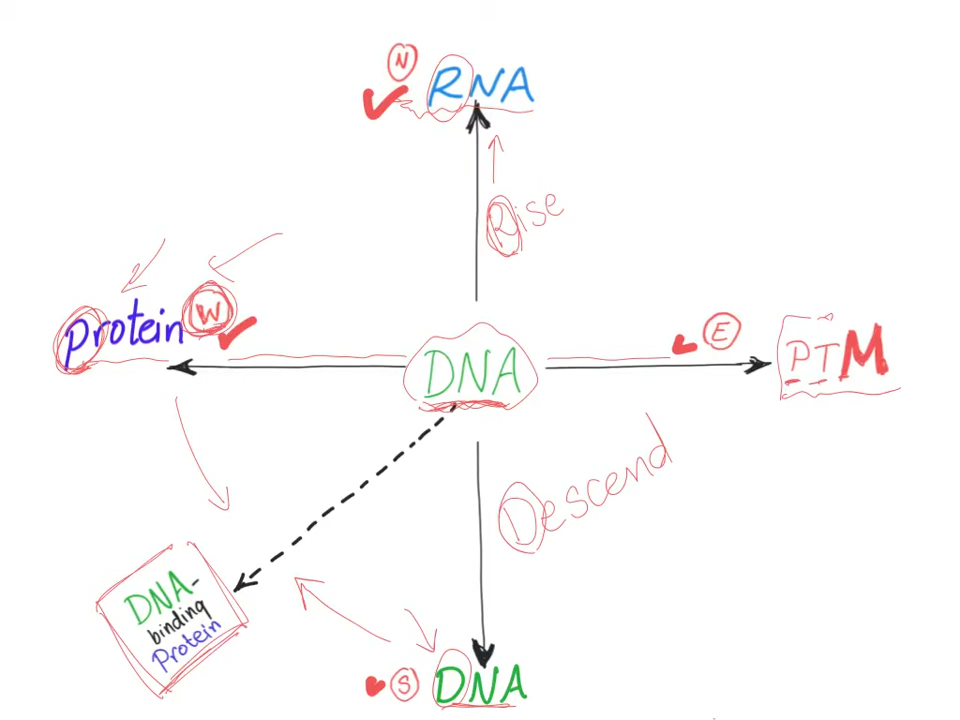 N
RNA
Rise
Protein W
E
PTM
DNA
Descend
DNA-
binding
Protein
S DNA